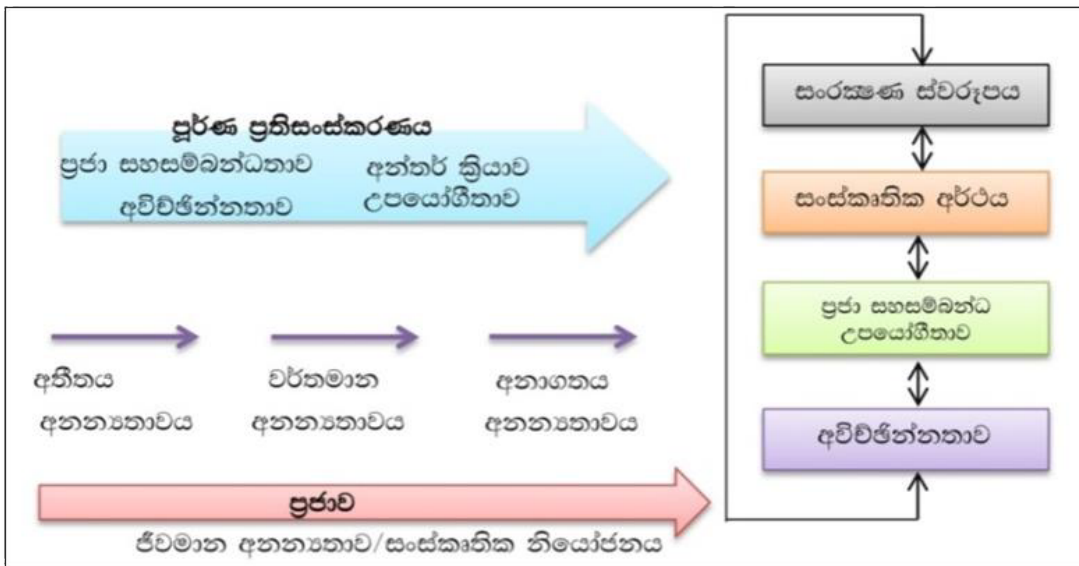 පූර්ණ ප්‍රතිසංස්කරණය
ප්‍රජා සහසම්බන්ධතාව
අවිච්ඡින්නතාව
අන්තර් ක්‍රියාව
උපයෝගීතාව
අතීතය
අනන්‍යතාවය
වර්තමාන
අනන්‍යතාවය
අනාගතය
අනන්‍යතාවය
ප්‍රජාව
ජීවමාන අනන්‍යතාව/සංස්කෘතික නියෝජනය
සංරක්‍ෂණ ස්වරූපය
සංස්කෘතික අර්ථය
ප්‍රජා සහසම්බන්ධ
උපයෝගීතාව
අවිච්ඡින්නතාව